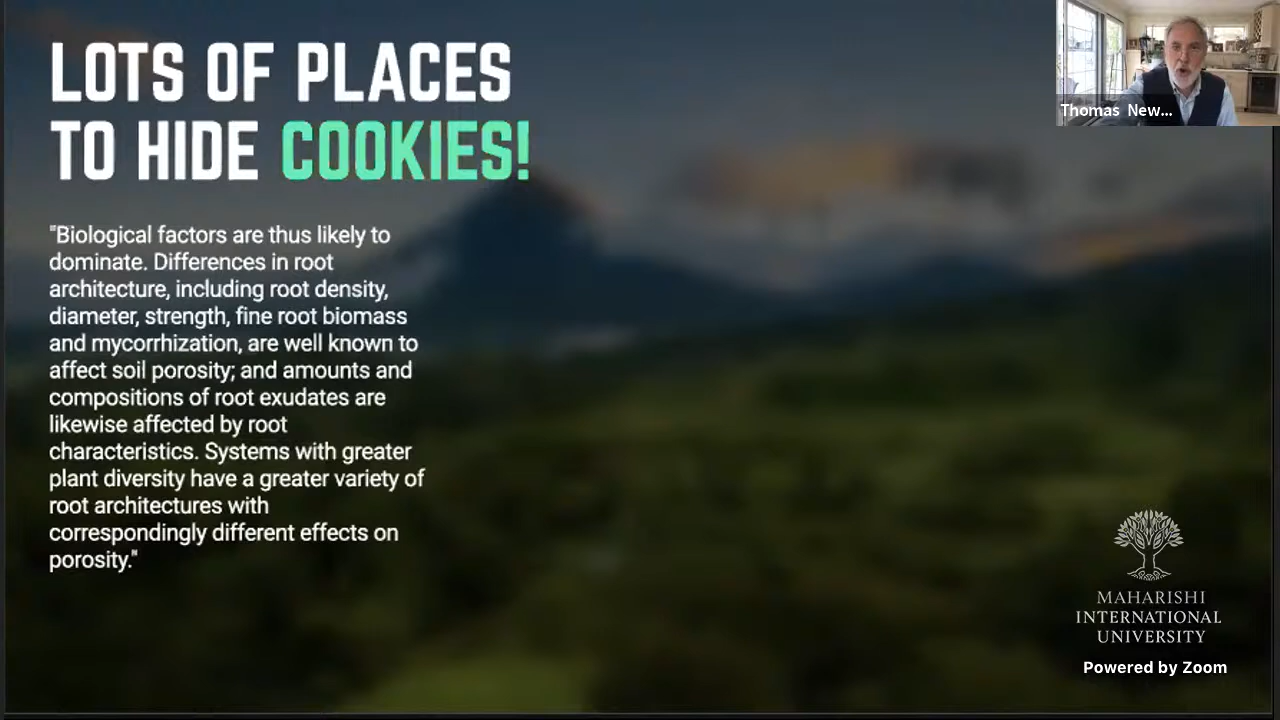 LOTS OF PLACES
TO HIDE COOKIES!
"Biological factors are thus likely to
dominate. Differences in root
architecture, including root density,
diameter, strength, fine root biomass
and mycorrhization, are well known to
affect soil porosity; and amounts and
compositions of root exudates are
likewise affected by root
characteristics. Systems with greater
plant diversity have a greater variety of
root architectures with
correspondingly different effects on
porosity."
Thomas New...
MAHARISHI
INTERNATIONAL
UNIVERSITY
Powered by Zoom